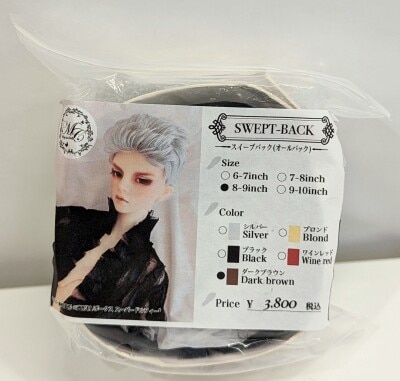 MC
SWEPT-BACK
スイープバック(オールバック)
Size
6-7inch 7-8inch
8-9inch 9-10inch
Color
シルバー ブロンド
Silver Blond
ブラック ワインレッド
Black Wine red
ダークブラウン
Dark brown
Price ¥ 3.800 税込